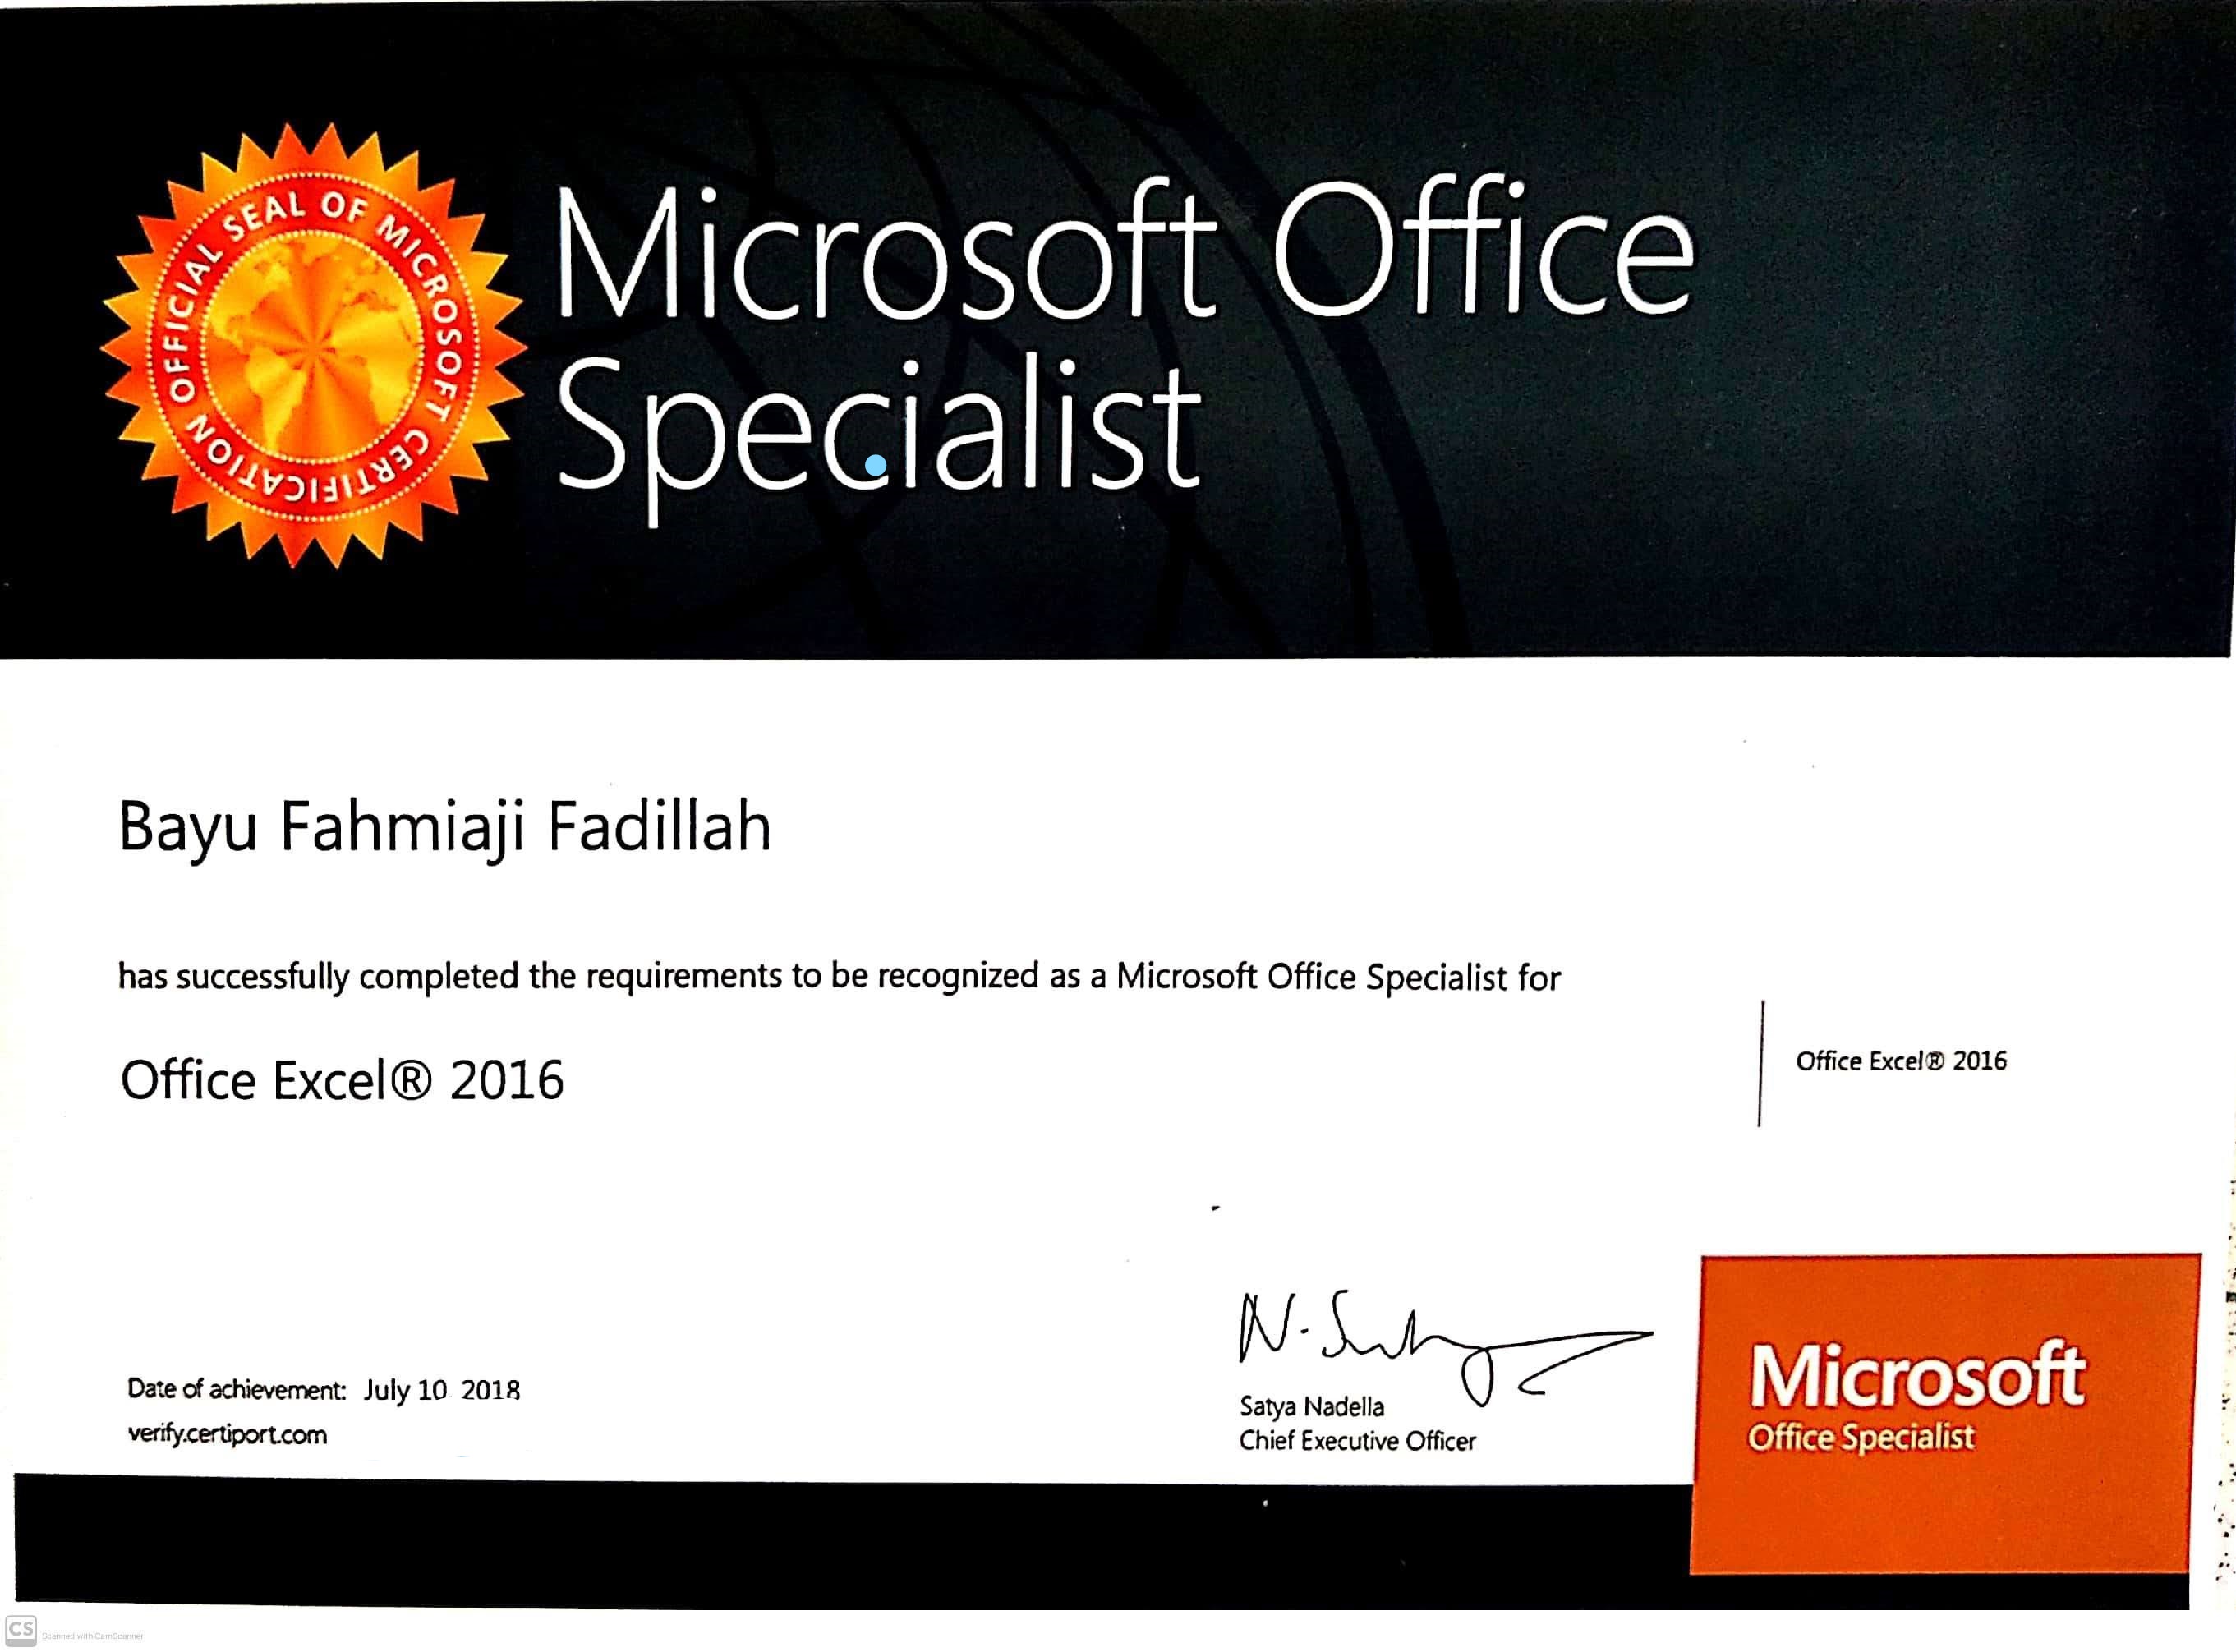 OFFICIAL SEAL OF MICROSOFT CERTIFICATION
Microsoft Office
Specialist
Bayu Fahmiaji Fadillah
has successfully completed the requirements to be recognized as a Microsoft Office Specialist for
Office Excel® 2016
Office Excel® 2016
Date of achievement: July 10 2018
verify.certiport.com
Satya Nadella
Chief Executive Officer
Microsoft
Office Specialist
CS Scanned with CamScanner